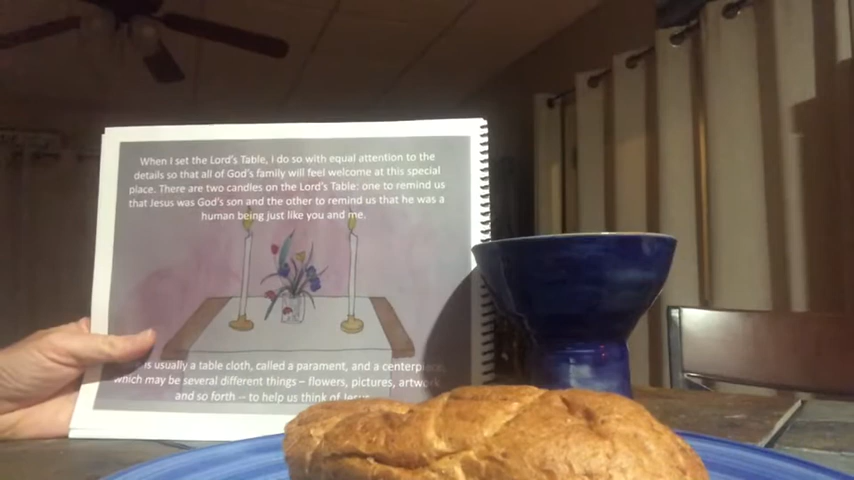 When I set the Lord's Table, I do so with equal attention to the
details so that all of God's family will feel welcome at this special
place. There are two candles on the Lord's Table: one to remind us
that Jesus was God's son and the other to remind us that he was a
human being just like you and me.
is usually a table cloth, called a parament, and a centerpiece,
which may be several different things – flowers, pictures, artwork
and so forth – to help us think of Jesus.